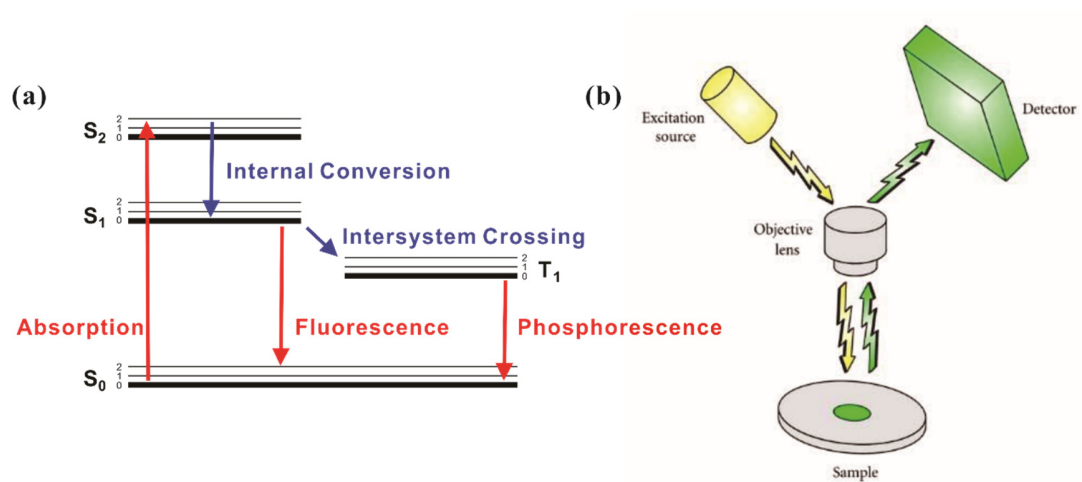 (a)
2
1
0
S2
Internal Conversion
2
1
0
S1
Intersystem Crossing
2
1
0
T1
Absorption
Fluorescence
Phosphorescence
2
1
0
S0
(b)
Excitation
source
Detector
Objective
lens
Sample